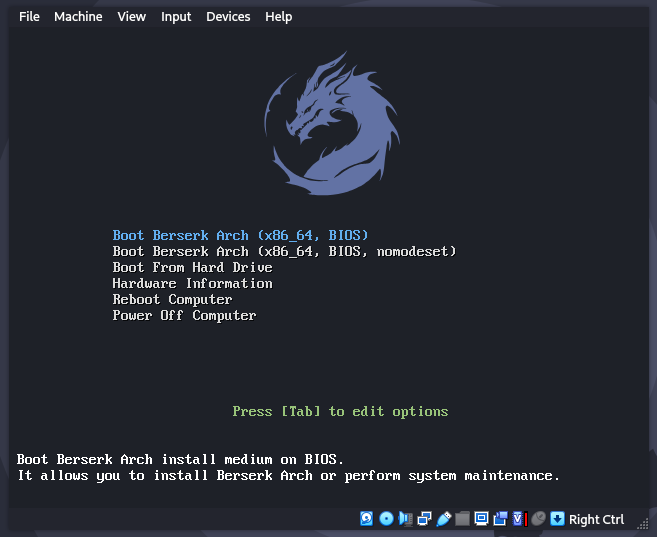 File Machine View Input Devices Help
Boot Berserk Arch (x86_64, BIOS)
Boot Berserk Arch (x86_64, BIOS, nomodeset)
Boot From Hard Drive
Hardware Information
Reboot Computer
Power Off Computer
Press [Tab] to edit options
Boot Berserk Arch install medium on BIOS.
It allows you to install Berserk Arch or perform system maintenance.
Right Ctrl